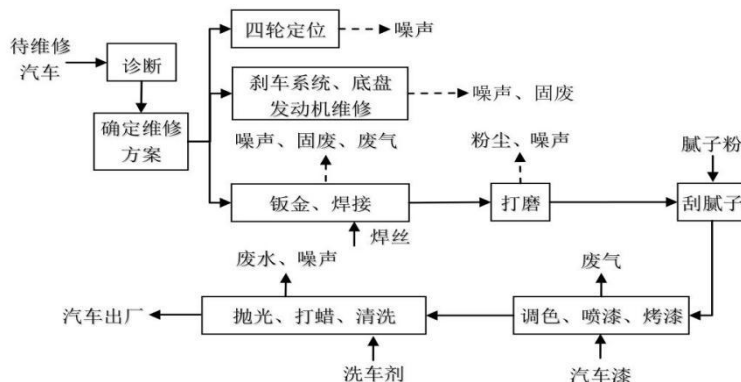 四轮定位
噪声
待维修
汽车
诊断
刹车系统、底盘
发动机维修
噪声、固废
确定维修
方案
噪声、固废、废气
粉尘、噪声
腻子粉
钣金、焊接
打磨
刮腻子
焊丝
废水、噪声
废气
汽车出厂
抛光、打蜡、清洗
调色、喷漆、烤漆
洗车剂
汽车漆